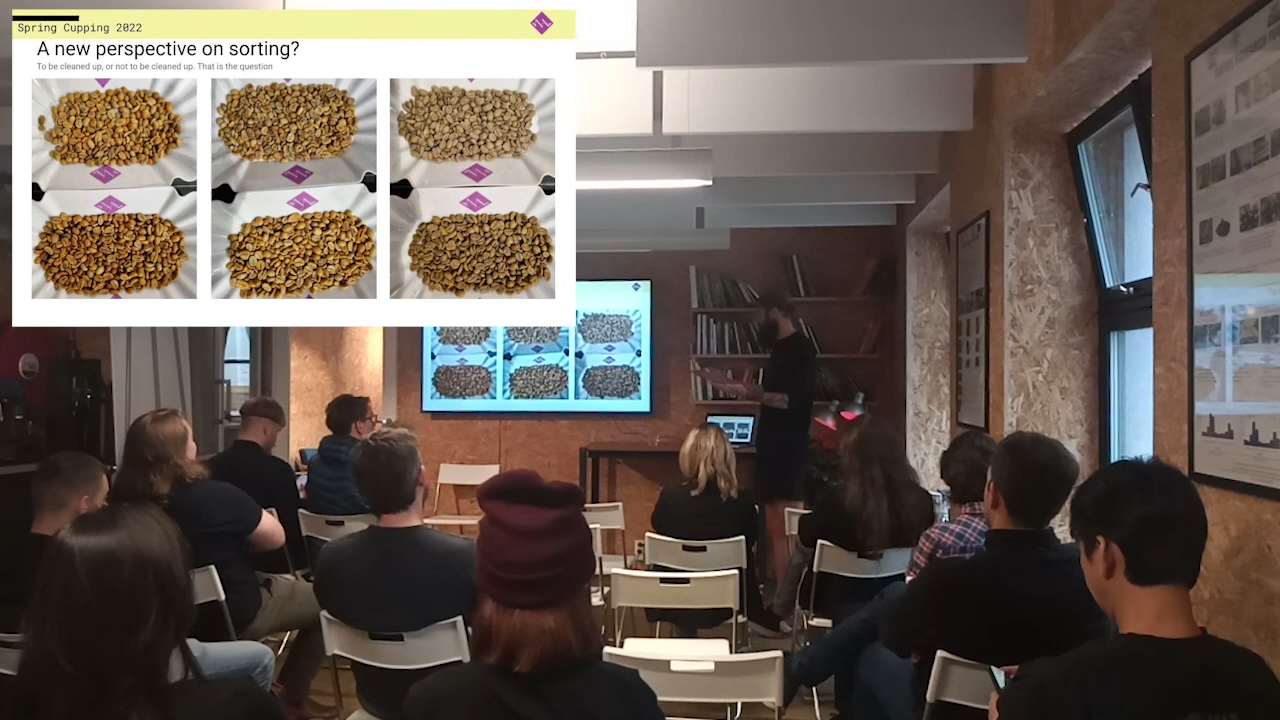 Spring Cupping 2022
A new perspective on sorting?
To be cleaned up, or not to be cleaned up. That is the question